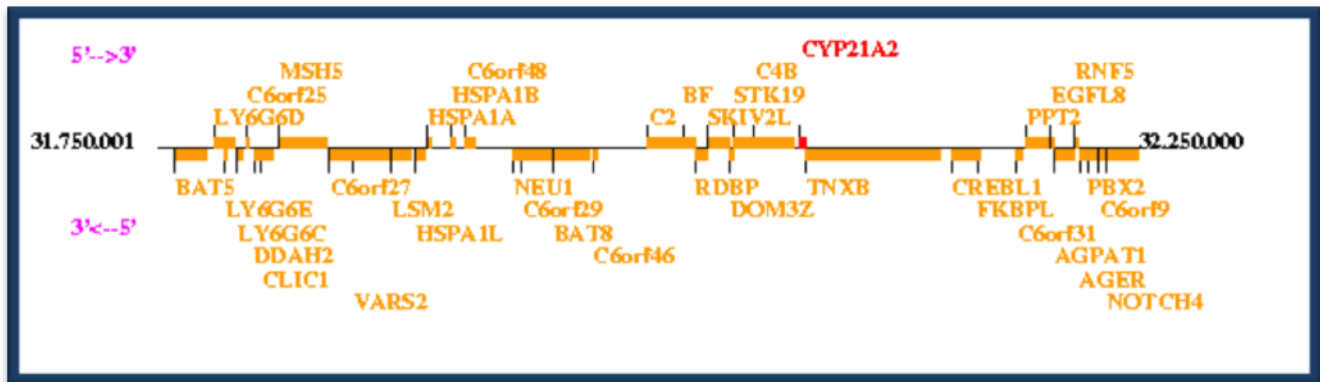 5'-->3'
CYP21A2
MSH5 C6orf48 C4B RNF5
C6orf25 HSPA1B BF STK19 EGFL8
LY6G6D HSPA1A C2 SKIV2L PPT2
31.750.001 32.250.000
BAT5 C6orf27 NEU1 RDBP TNXB CREBL1 PBX2
LY6G6E LSM2 C6orf29 DOM3Z FKBPL C6orf9
3'<--5' LY6G6C HSPA1L BAT8 C6orf31
DDAH2 C6orf46 AGPAT1
CLIC1 AGER
VARS2 NOTCH4